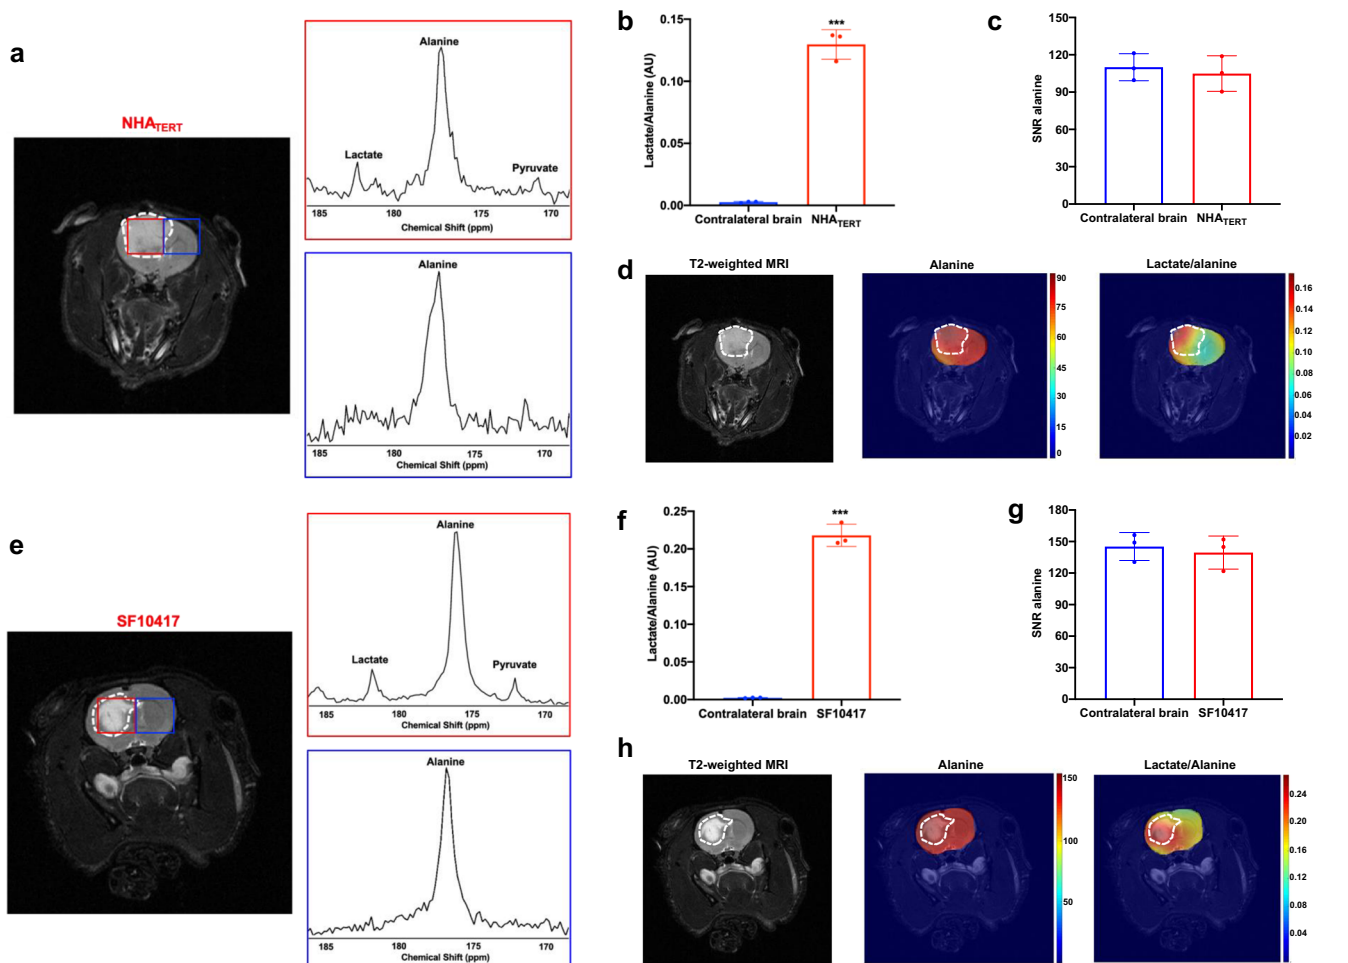 a
NHATERT
Alanine
Lactate
Pyruvate
185 180 175 170
Chemical Shift (ppm)
Alanine
185 180 175 170
Chemical Shift (ppm)
b
Lactate/Alanine (AU)
0.15
0.10
0.05
0.00
***
Contralateral brain NHATERT
c
SNR alanine
150
120
90
60
30
0
Contralateral brain NHATERT
d
T2-weighted MRI
Alanine
90
75
60
45
30
15
0
Lactate/alanine
0.16
0.14
0.12
0.10
0.08
0.06
0.04
0.02
e
SF10417
Alanine
Lactate
Pyruvate
185 180 175 170
Chemical Shift (ppm)
Alanine
185 180 175 170
Chemical Shift (ppm)
f
Lactate/Alanine (AU)
0.25
0.20
0.15
0.10
0.05
0.00
***
Contralateral brain SF10417
g
SNR alanine
180
150
120
90
60
30
0
Contralateral brain SF10417
h
T2-weighted MRI
Alanine
150
100
50
Lactate/Alanine
0.24
0.20
0.16
0.12
0.08
0.04